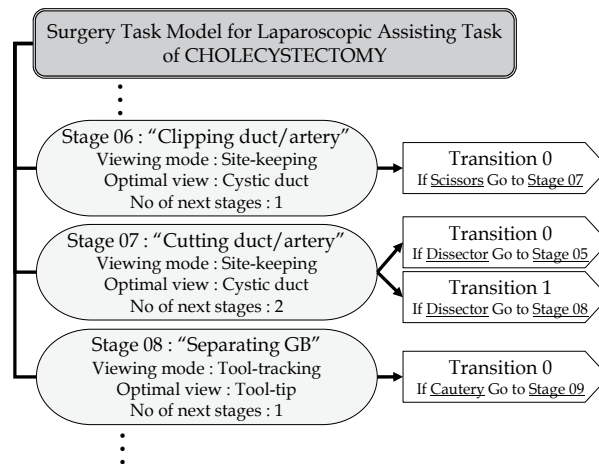 Surgery Task Model for Laparoscopic Assisting Task
of CHOLECYSTECTOMY
Stage 06 : “Clipping duct/artery”
Viewing mode : Site-keeping
Optimal view : Cystic duct
No of next stages : 1
Transition 0
If Scissors Go to Stage 07
Stage 07 : “Cutting duct/artery”
Viewing mode : Site-keeping
Optimal view : Cystic duct
No of next stages : 2
Transition 0
If Dissector Go to Stage 05
Transition 1
If Dissector Go to Stage 08
Stage 08 : “Separating GB”
Viewing mode : Tool-tracking
Optimal view : Tool-tip
No of next stages : 1
Transition 0
If Cautery Go to Stage 09